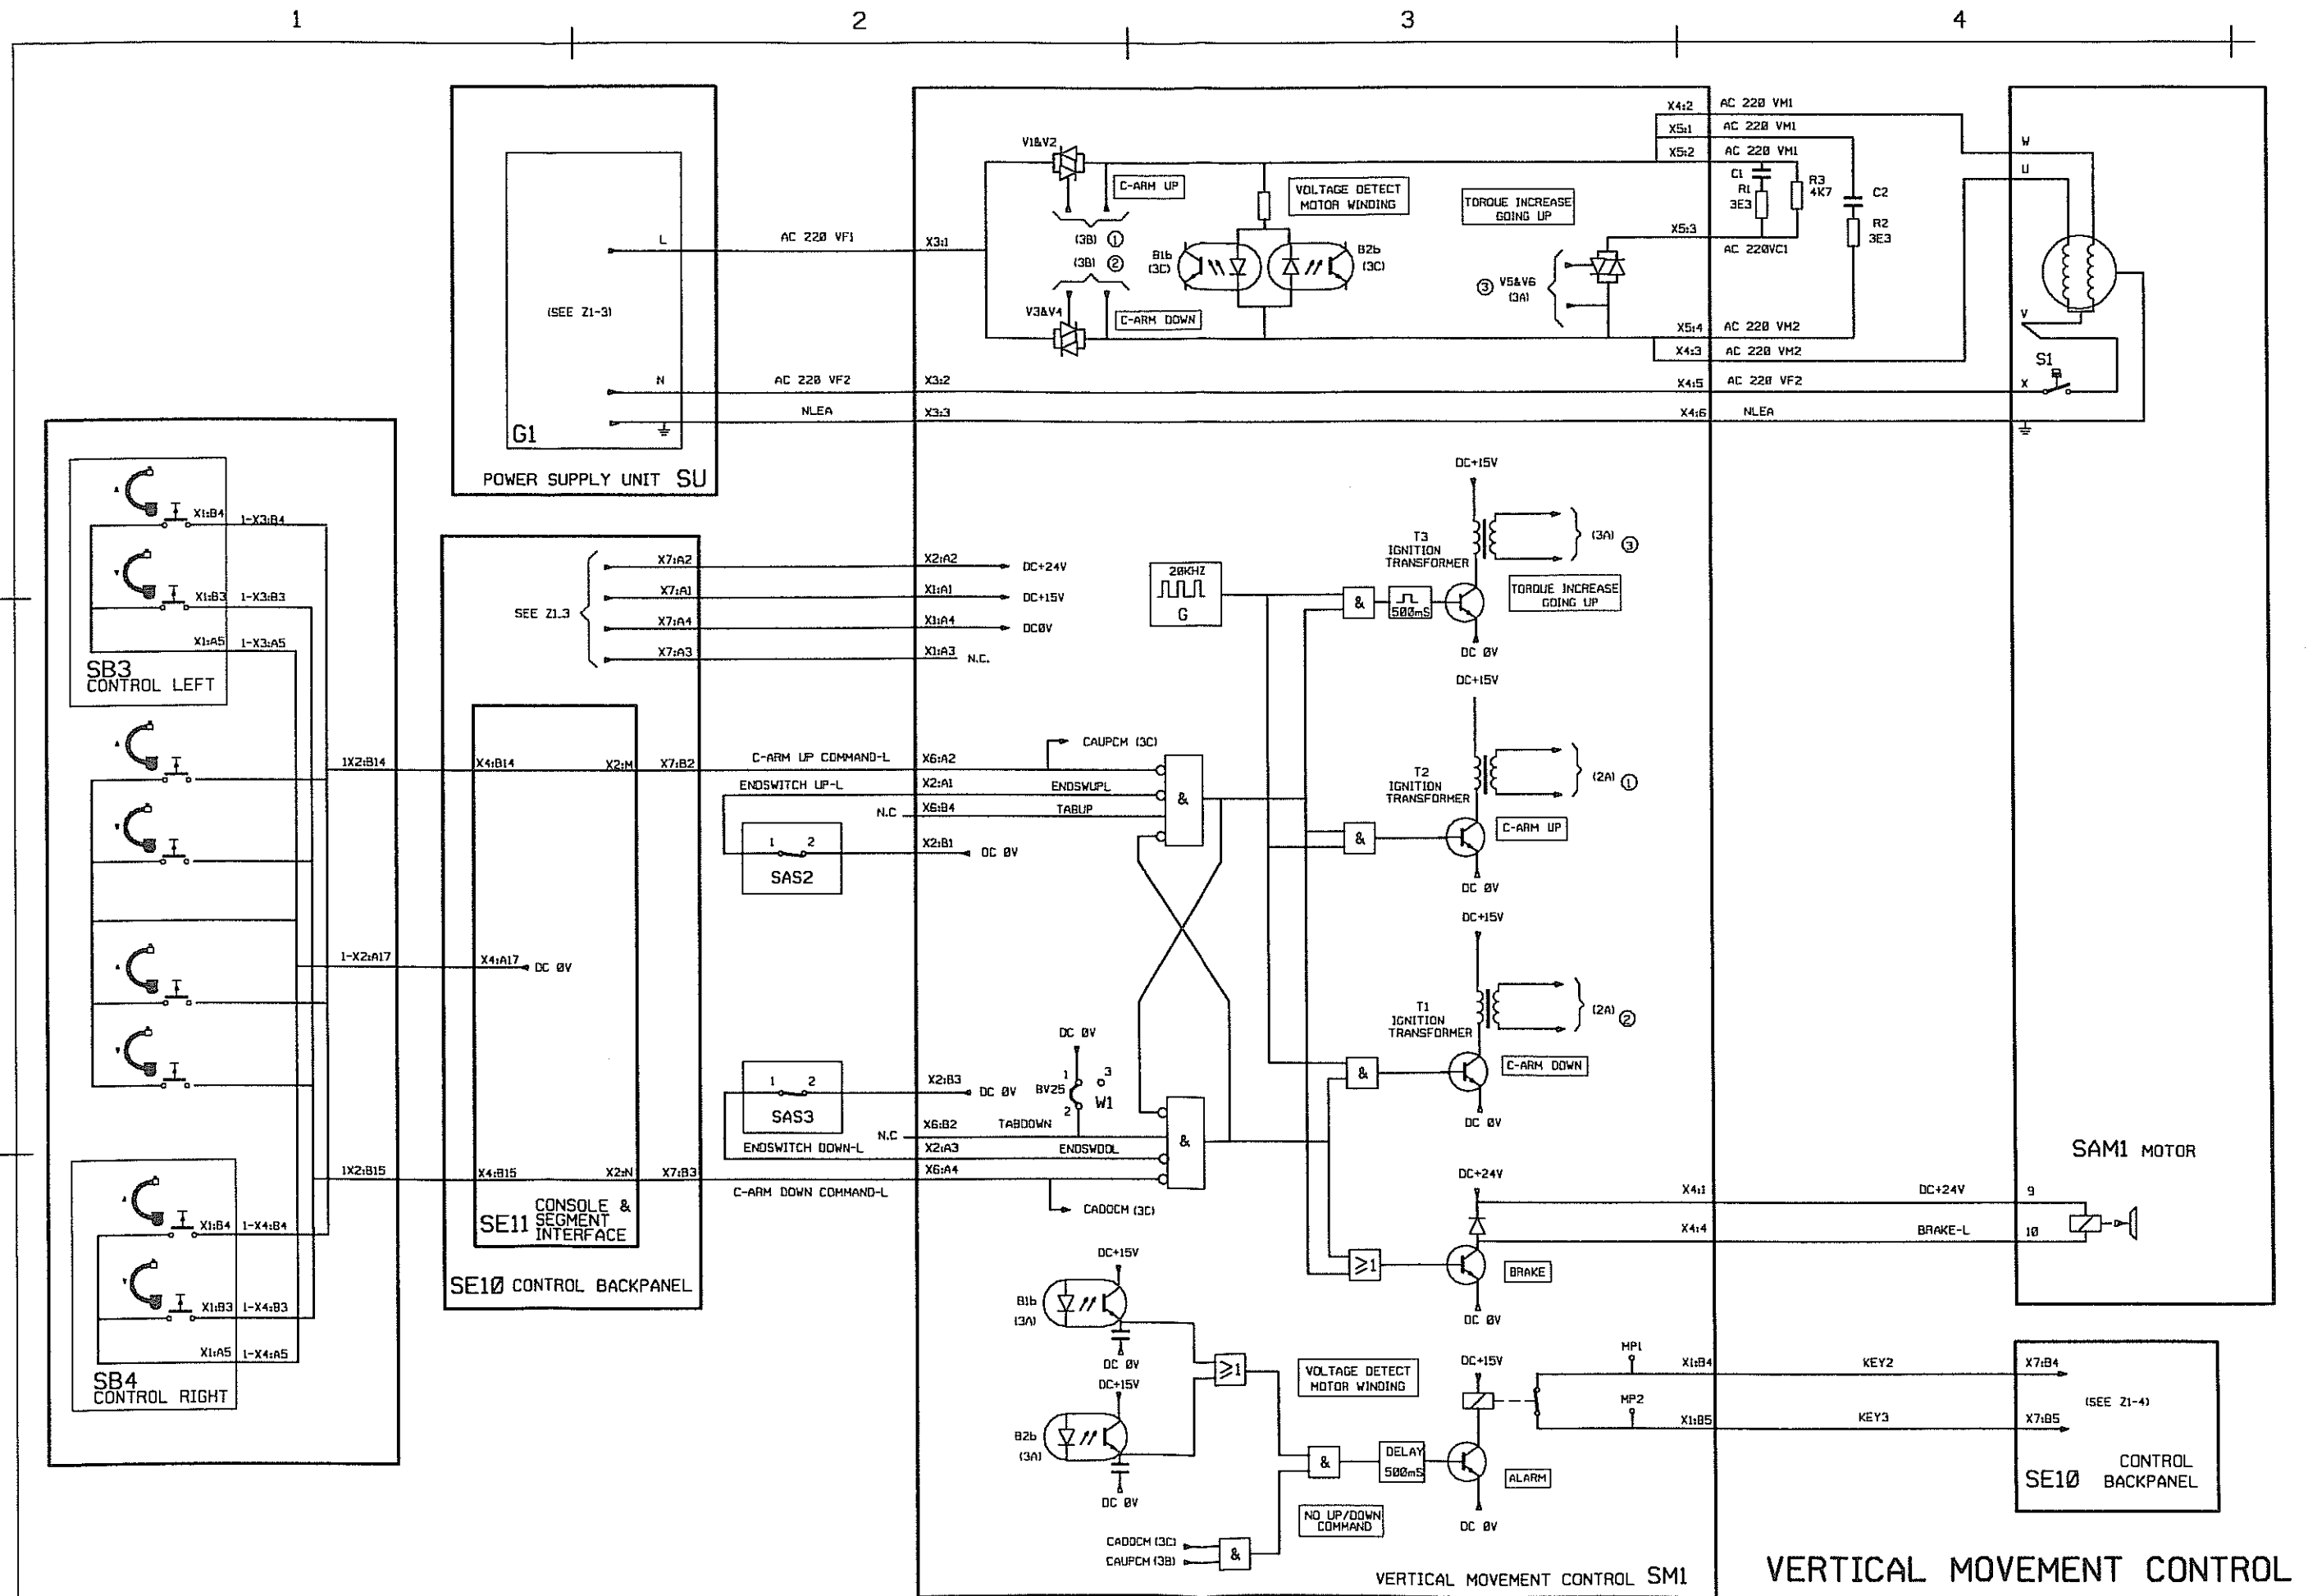 1
2
3
4
X4:2
AC 220 VM1
X5:1
AC 220 VM1
X5:2
AC 220 VM1
V1&V2
C-ARM UP
VOLTAGE DETECT
MOTOR WINDING
TORQUE INCREASE
GOING UP
C1
R1
3E3
R3
4K7
C2
R2
3E3
W
U
L
AC 220 VF1
X3:1
(3B) 1
(3B) 2
B1b
(3C)
B2b
(3C)
X5:3
AC 220VC1
3 V5&V6
(3A)
(SEE Z1-3)
V3&V4
C-ARM DOWN
X5:4
AC 220 VM2
X4:3
AC 220 VM2
V
S1
N
AC 220 VF2
X3:2
X4:5
AC 220 VF2
X
NLEA
X3:3
X4:6
NLEA
G1
POWER SUPPLY UNIT SU
X1:B4
1-X3:B4
X1:B3
1-X3:B3
X1:A5
1-X3:A5
SB3
CONTROL LEFT
SEE Z1.3
X7:A2
X2:A2
DC+24V
X7:A1
X1:A1
DC+15V
X7:A4
X1:A4
DC0V
X7:A3
X1:A3
N.C.
20KHZ
G
&
500mS
DC+15V
T3
IGNITION
TRANSFORMER
(3A) 3
TORQUE INCREASE
GOING UP
DC 0V
1X2:B14
X4:B14
X2:M
X7:B2
C-ARM UP COMMAND-L
X6:A2
CAUPCM (3C)
ENDSWITCH UP-L
X2:A1
ENDSWUPL
N.C
X6:B4
TABUP
&
1
2
SAS2
X2:B1
DC 0V
DC+15V
T2
IGNITION
TRANSFORMER
(2A) 1
&
C-ARM UP
DC 0V
1-X2:A17
X4:A17
DC 0V
DC+15V
T1
IGNITION
TRANSFORMER
(2A) 2
&
C-ARM DOWN
DC 0V
DC 0V
1
3
BV25
2
W1
1
2
SAS3
X2:B3
DC 0V
N.C
X6:B2
TABDOWN
ENDSWITCH DOWN-L
X2:A3
ENDSWDOL
X6:A4
&
1X2:B15
X4:B15
X2:N
X7:B3
C-ARM DOWN COMMAND-L
CADOCM (3C)
SE11
CONSOLE &
SEGMENT
INTERFACE
SE10 CONTROL BACKPANEL
X1:B4
1-X4:B4
X1:B3
1-X4:B3
X1:A5
1-X4:A5
SB4
CONTROL RIGHT
DC+24V
X4:1
DC+24V
9
X4:4
BRAKE-L
10
≥1
BRAKE
DC 0V
SAM1 MOTOR
DC+15V
B1b
(3A)
DC 0V
DC+15V
B2b
(3A)
DC 0V
≥1
VOLTAGE DETECT
MOTOR WINDING
&
DELAY
500mS
DC+15V
ALARM
DC 0V
NO UP/DOWN
COMMAND
CADOCM (3C)
CAUPCM (3B)
&
MP1
X1:B4
KEY2
X7:B4
MP2
X1:B5
KEY3
X7:B5
(SEE Z1-4)
SE10
CONTROL
BACKPANEL
VERTICAL MOVEMENT CONTROL SM1
VERTICAL MOVEMENT CONTROL